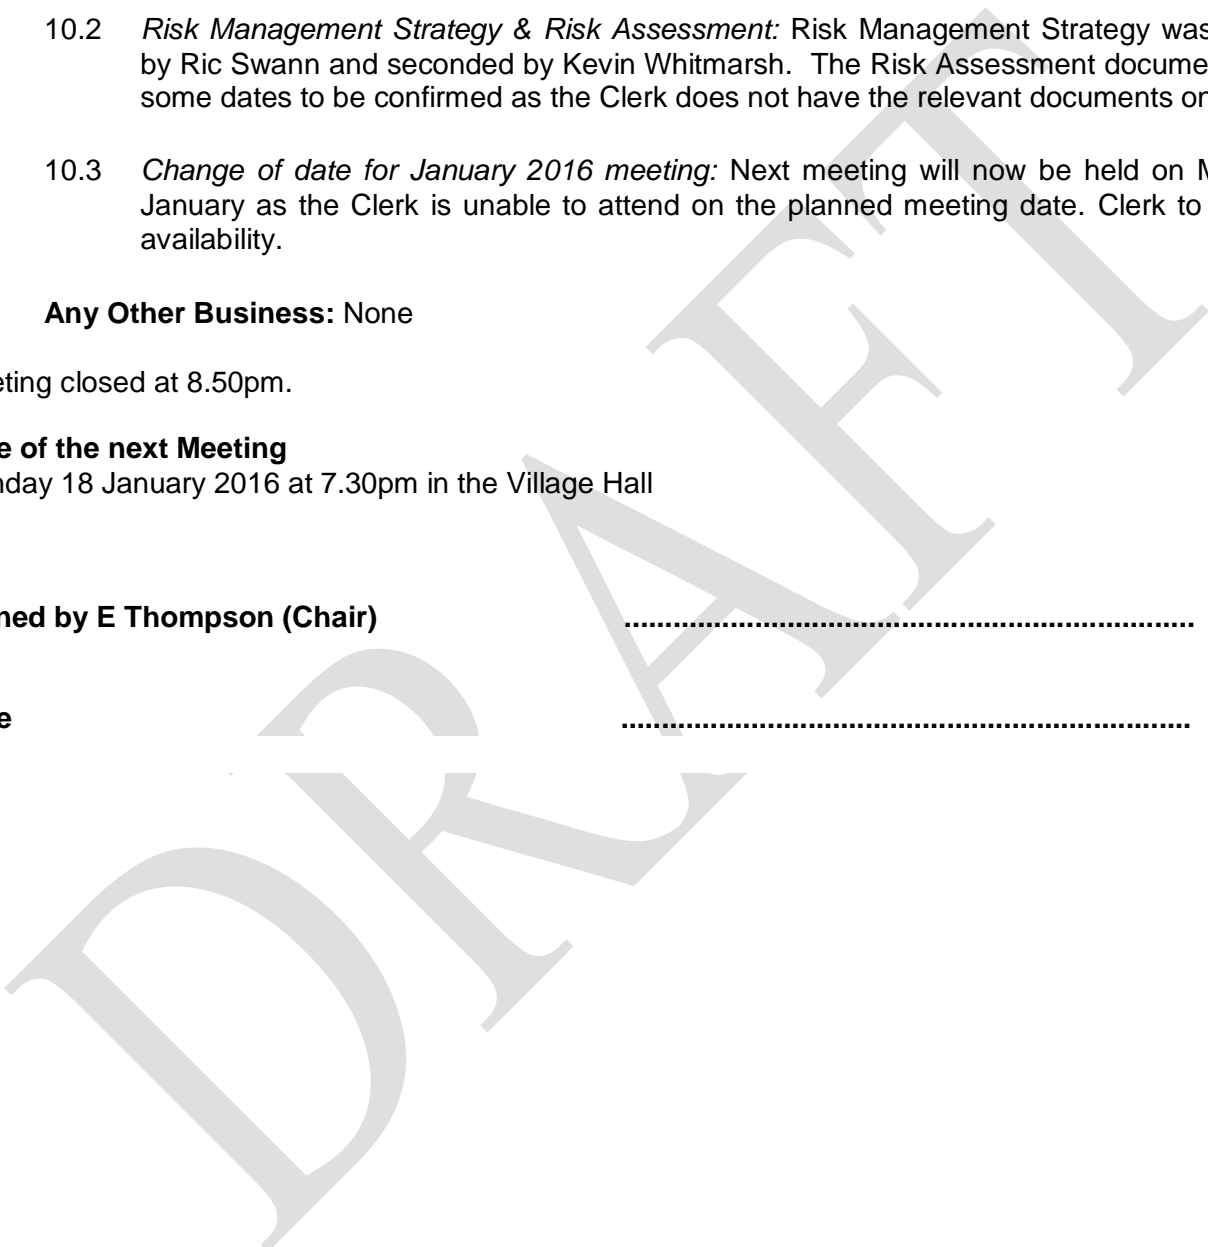 10.2 Risk Management Strategy & Risk Assessment: Risk Management Strategy was
by Ric Swann and seconded by Kevin Whitmarsh. The Risk Assessment docume
some dates to be confirmed as the Clerk does not have the relevant documents on
10.3 Change of date for January 2016 meeting: Next meeting will now be held on M
January as the Clerk is unable to attend on the planned meeting date. Clerk to
availability.
Any Other Business: None
eting closed at 8.50pm.
e of the next Meeting
nday 18 January 2016 at 7.30pm in the Village Hall
ned by E Thompson (Chair) ......................................................................
e ......................................................................
DRAFT